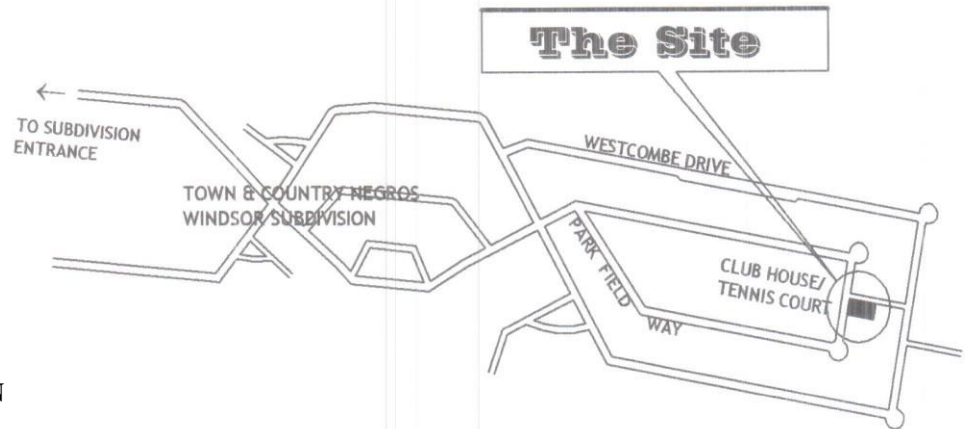 The Site
TO SUBDIVISION
ENTRANCE
WESTCOMBE DRIVE
TOWN & COUNTRY NEGROS
WINDSOR SUBDIVISION
PARK FIELD WAY
CLUB HOUSE/
TENNIS COURT
N